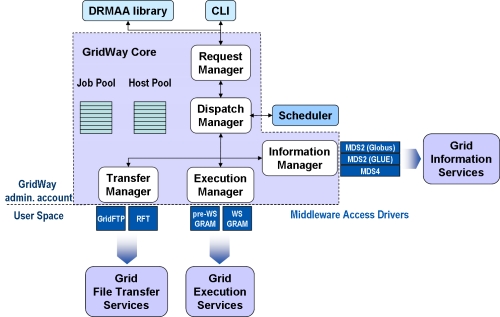 DRMAA library
CLI
GridWay Core
Request
Manager
Job Pool
Host Pool
Dispatch
Manager
Scheduler
Information
Manager
MDS2 (Globus)
MDS2 (GLUE)
MDS4
Grid
Information
Services
Transfer
Manager
Execution
Manager
GridWay
admin. account
User Space
GridFTP
RFT
pre-WS
GRAM
WS
GRAM
Middleware Access Drivers
Grid
File Transfer
Services
Grid
Execution
Services